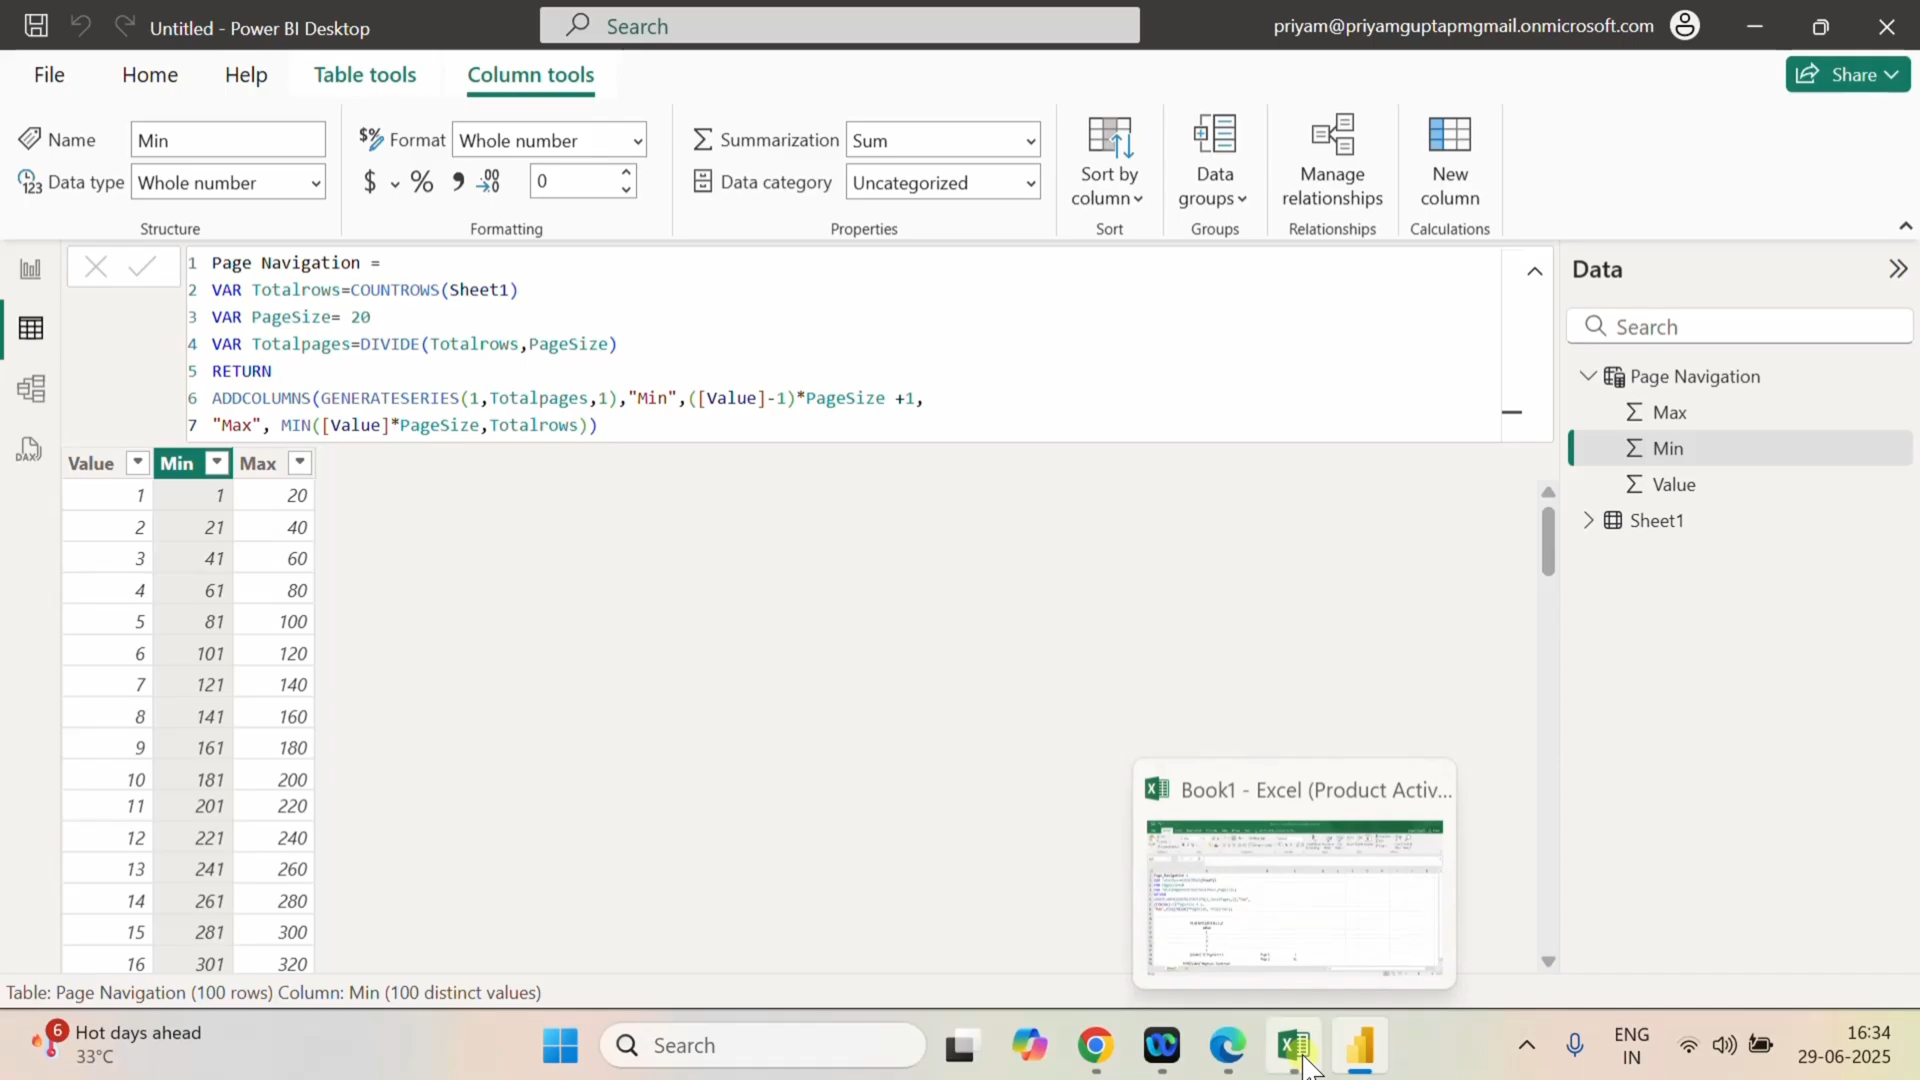 Untitled - Power BI Desktop
Search
priyam@priyamguptapmgmail.onmicrosoft.com
File
Home
Help
Table tools
Column tools
Share
Name
Min
Format
Whole number
Summarization
Sum
Data type
Whole number
$
%
0
Data category
Uncategorized
Sort by column
Data groups
Manage relationships
New column
Structure
Formatting
Properties
Sort
Groups
Relationships
Calculations
1 Page Navigation =
2 VAR Totalrows=COUNTROWS(Sheet1)
3 VAR PageSize= 20
4 VAR Totalpages=DIVIDE(Totalrows,PageSize)
5 RETURN
6 ADDCOLUMNS(GENERATESERIES(1,Totalpages,1),"Min",([Value]-1)*PageSize +1,
7 "Max", MIN([Value]*PageSize,Totalrows))
Data
Search
Page Navigation
Max
Min
Value
Sheet1
Value Min Max
1 1 20
2 21 40
3 41 60
4 61 80
5 81 100
6 101 120
7 121 140
8 141 160
9 161 180
10 181 200
11 201 220
12 221 240
13 241 260
14 261 280
15 281 300
16 301 320
Book1 - Excel (Product Activ...
Table: Page Navigation (100 rows) Column: Min (100 distinct values)
6
Hot days ahead
33°C
Search
ENG
IN
16:34
29-06-2025